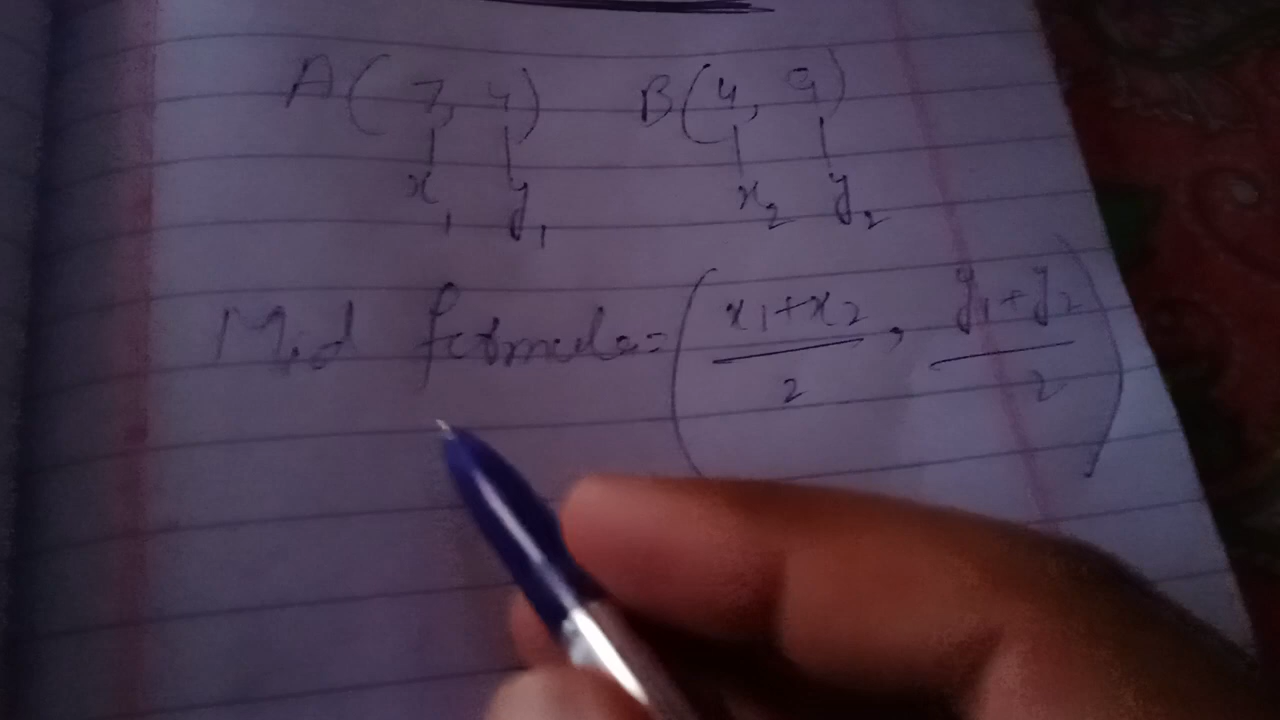 A(7, 4) B(4, 9)
x₁ y₁ x₂ y₂
Mid formula = (x₁+x₂/2, y₁+y₂/2)